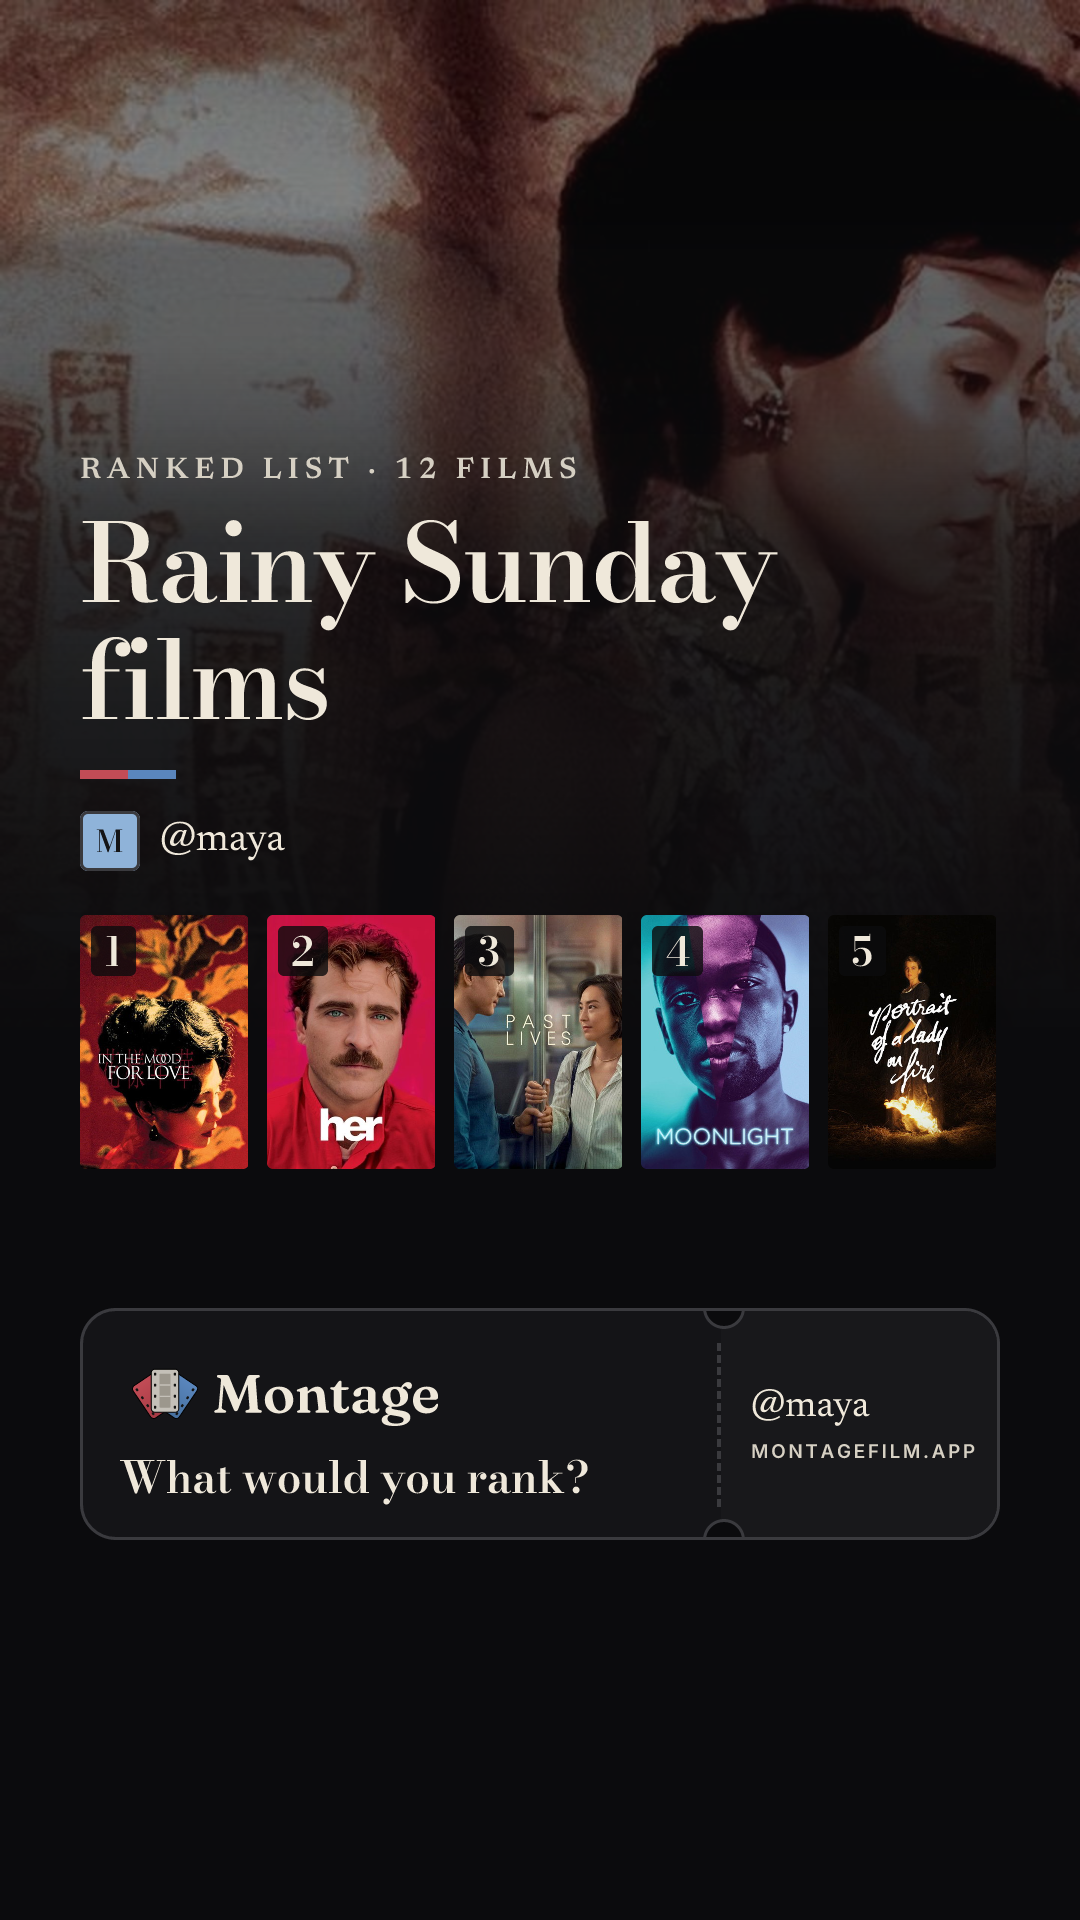 RANKED LIST · 12 FILMS
Rainy Sunday
films
M @maya
1
IN THE MOOD
FOR LOVE
2
her
3
PAST
LIVES
4
MOONLIGHT
5
portrait
of a lady
on
fire
Montage
What would you rank?
@maya
MONTAGEFILM.APP